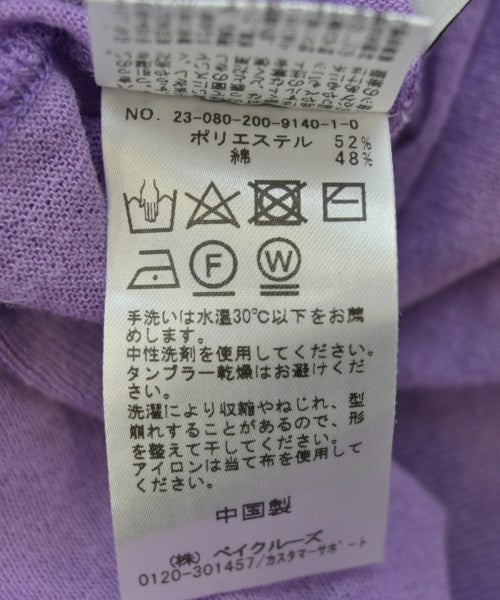 NO. 23-080-200-9140-1-0
ポリエステル 52%
綿 48%
F W
手洗いは水温30℃以下をお薦
めします。
中性洗剤を使用してください。
タンブラー乾燥はお避けくだ
さい。
洗濯により収縮やねじれ、型
崩れすることがあるので、形
を整えて干してください。
アイロンは当て布を使用して
ください。
中国製
(株) ベイクルーズ
0120-301457/カスタマーサポート